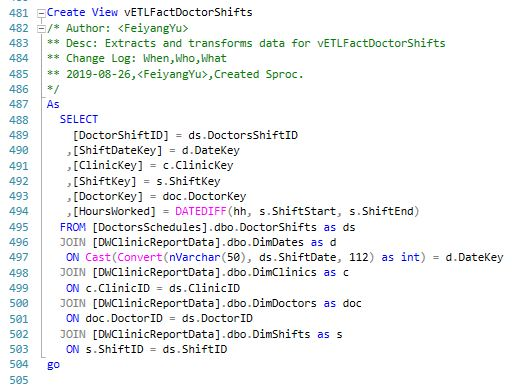 481 Create View vETLFactDoctorShifts
482 /* Author: <FeiyangYu>
483 ** Desc: Extracts and transforms data for vETLFactDoctorShifts
484 ** Change Log: When,Who,What
485 ** 2019-08-26,<FeiyangYu>,Created Sproc.
486 */
487 As
488 SELECT
489 [DoctorShiftID] = ds.DoctorsShiftID
490 ,[ShiftDateKey] = d.DateKey
491 ,[ClinicKey] = c.ClinicKey
492 ,[ShiftKey] = s.ShiftKey
493 ,[DoctorKey] = doc.DoctorKey
494 ,[HoursWorked] = DATEDIFF(hh, s.ShiftStart, s.ShiftEnd)
495 FROM [DoctorsSchedules].dbo.DoctorShifts as ds
496 JOIN [DWClinicReportData].dbo.DimDates as d
497 ON Cast(Convert(nVarchar(50), ds.ShiftDate, 112) as int) = d.DateKey
498 JOIN [DWClinicReportData].dbo.DimClinics as c
499 ON c.ClinicID = ds.ClinicID
500 JOIN [DWClinicReportData].dbo.DimDoctors as doc
501 ON doc.DoctorID = ds.DoctorID
502 JOIN [DWClinicReportData].dbo.DimShifts as s
503 ON s.ShiftID = ds.ShiftID
504 go
505